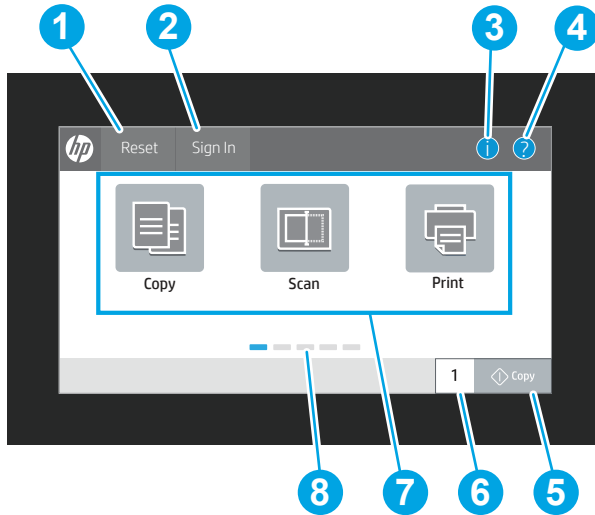 1 2 3 4
hp Reset Sign In i ?
Copy Scan Print
1 Copy
8 7 6 5